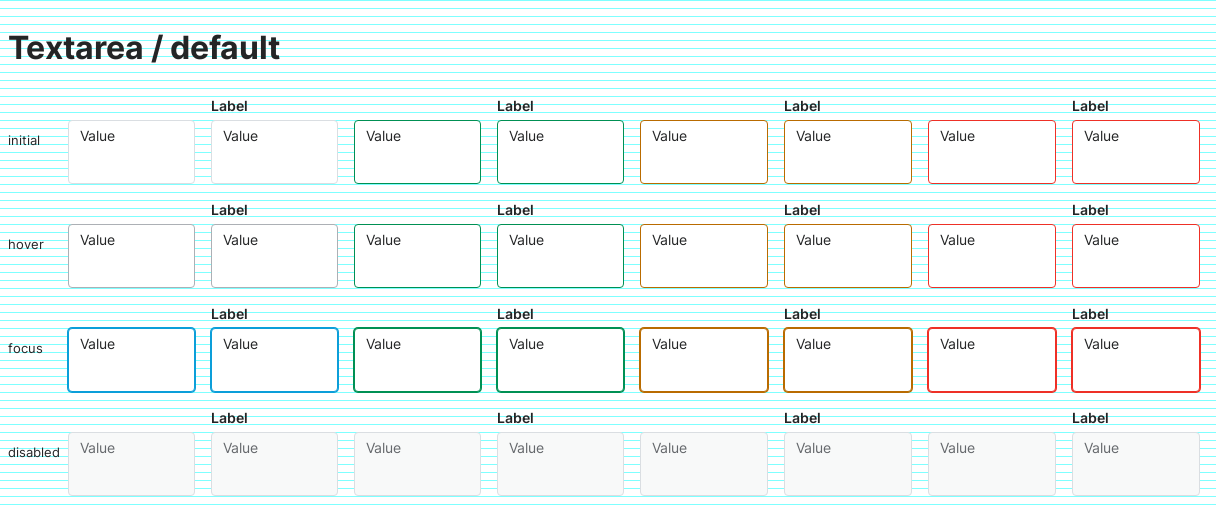 Textarea / default
Label Label Label Label
initial Value Value Value Value Value Value Value Value
Label Label Label Label
hover Value Value Value Value Value Value Value Value
Label Label Label Label
focus Value Value Value Value Value Value Value Value
Label Label Label Label
disabled Value Value Value Value Value Value Value Value